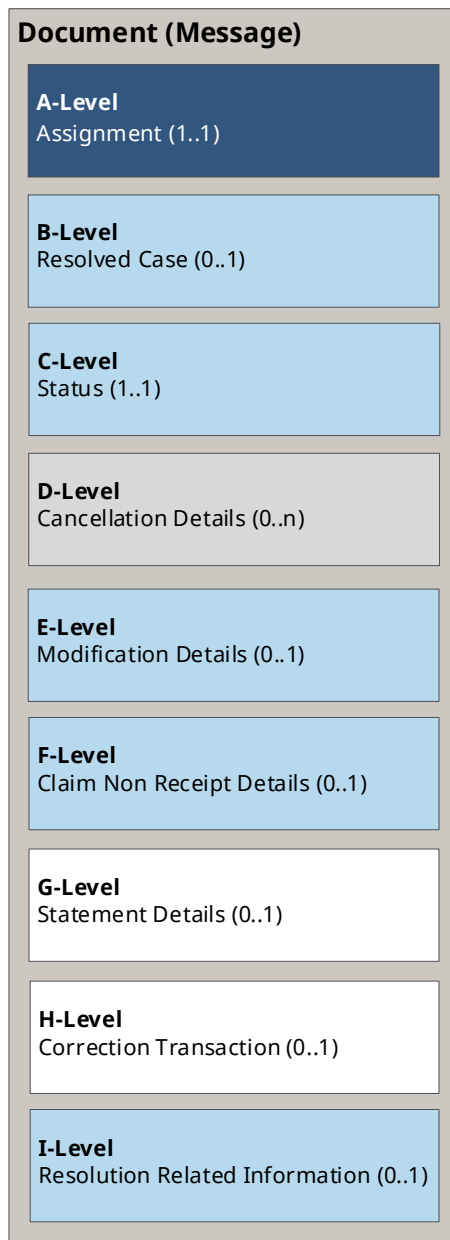 Document (Message)
A-Level
Assignment (1..1)
B-Level
Resolved Case (0..1)
C-Level
Status (1..1)
D-Level
Cancellation Details (0..n)
E-Level
Modification Details (0..1)
F-Level
Claim Non Receipt Details (0..1)
G-Level
Statement Details (0..1)
H-Level
Correction Transaction (0..1)
I-Level
Resolution Related Information (0..1)